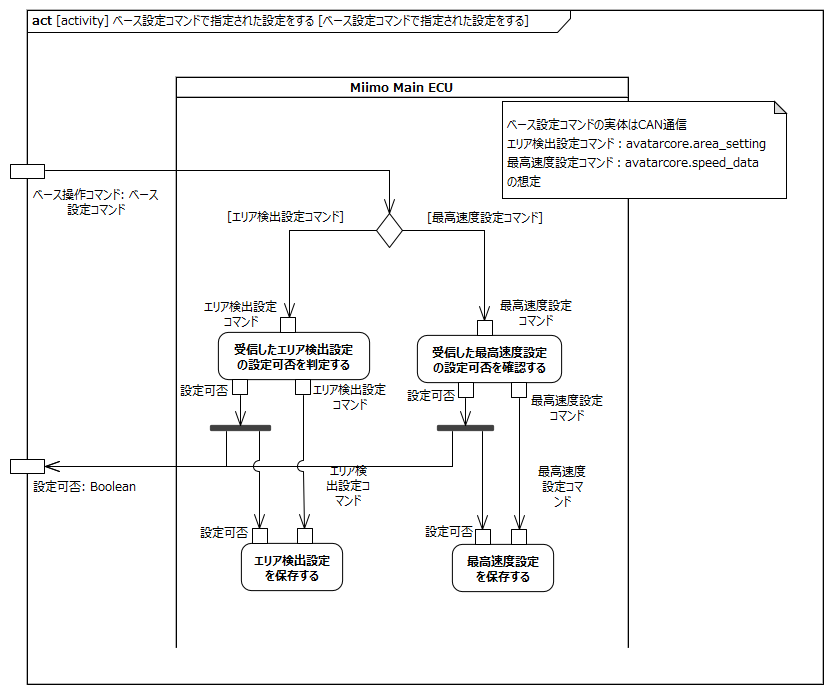 act [activity] ベース設定コマンドで指定された設定をする [ベース設定コマンドで指定された設定をする]
Miimo Main ECU
ベース設定コマンドの実体はCAN通信
エリア検出設定コマンド : avatarcore.area_setting
最高速度設定コマンド : avatarcore.speed_data
の想定
ベース操作コマンド: ベース
設定コマンド
[エリア検出設定コマンド]
[最高速度設定コマンド]
エリア検出設定
コマンド
最高速度設定
コマンド
受信したエリア検出設定
の設定可否を判定する
受信した最高速度設定
の設定可否を確認する
設定可否
エリア検出設定
コマンド
設定可否
最高速度設定
コマンド
設定可否: Boolean
エリア検
出設定コ
マンド
最高速度
設定コマ
ンド
設定可否
設定可否
エリア検出設定
を保存する
最高速度設定
を保存する